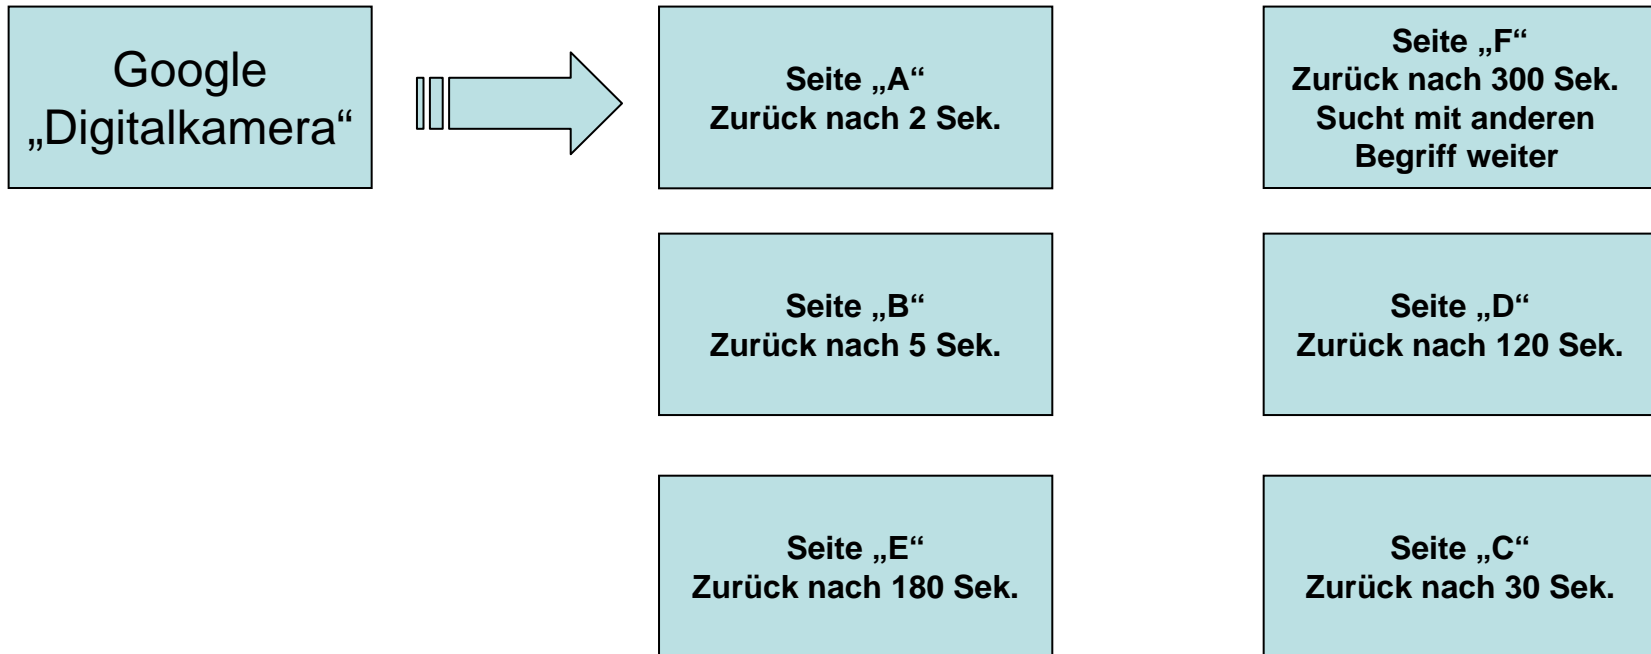 Google
„Digitalkamera“
Seite „A“
Zurück nach 2 Sek.
Seite „F“
Zurück nach 300 Sek.
Sucht mit anderen
Begriff weiter
Seite „B“
Zurück nach 5 Sek.
Seite „D“
Zurück nach 120 Sek.
Seite „E“
Zurück nach 180 Sek.
Seite „C“
Zurück nach 30 Sek.